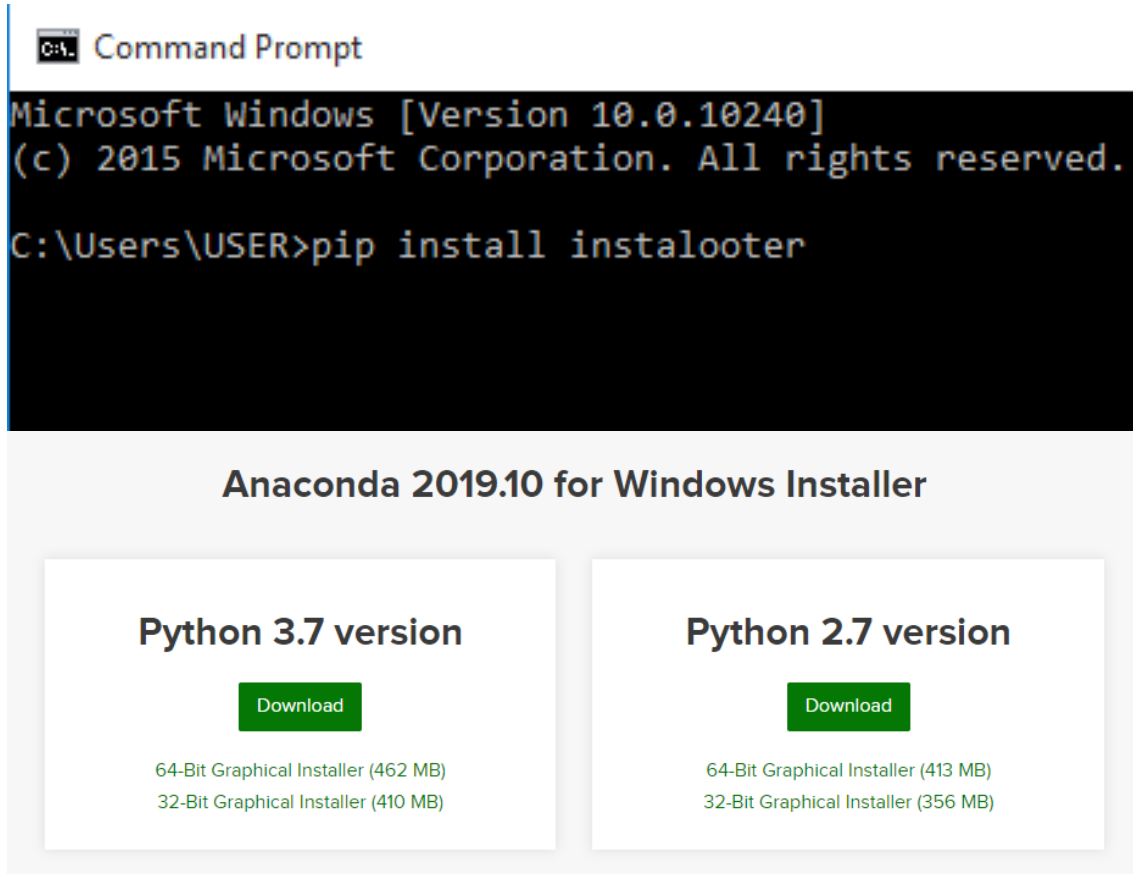 Command Prompt
Microsoft Windows [Version 10.0.10240]
(c) 2015 Microsoft Corporation. All rights reserved.
C:\Users\USER>pip install instalooter
Anaconda 2019.10 for Windows Installer
Python 3.7 version
Download
64-Bit Graphical Installer (462 MB)
32-Bit Graphical Installer (410 MB)
Python 2.7 version
Download
64-Bit Graphical Installer (413 MB)
32-Bit Graphical Installer (356 MB)